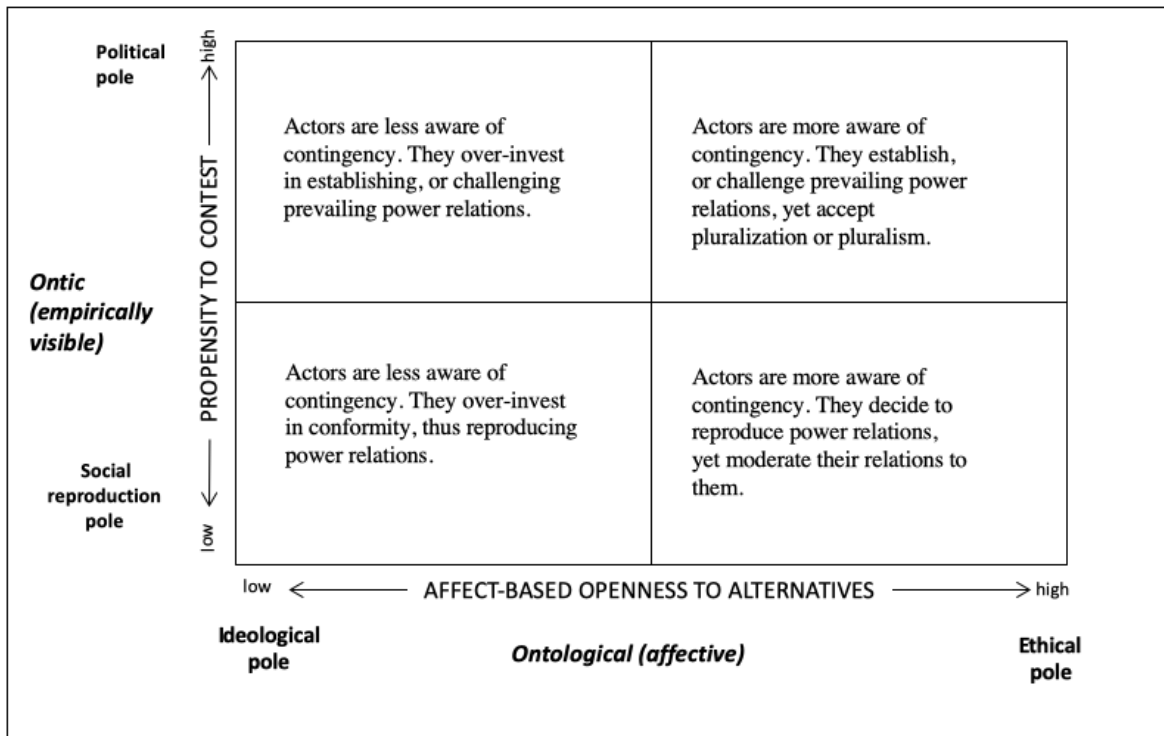 Political
pole
high
Actors are less aware of
contingency. They over-invest
in establishing, or challenging
prevailing power relations.
Actors are more aware of
contingency. They establish,
or challenge prevailing power
relations, yet accept
pluralization or pluralism.
PROPENSITY TO CONTEST
Ontic
(empirically
visible)
Actors are less aware of
contingency. They over-invest
in conformity, thus reproducing
power relations.
Actors are more aware of
contingency. They decide to
reproduce power relations,
yet moderate their relations to
them.
Social
reproduction
pole
low
low
AFFECT-BASED OPENNESS TO ALTERNATIVES
high
Ideological
pole
Ontological (affective)
Ethical
pole